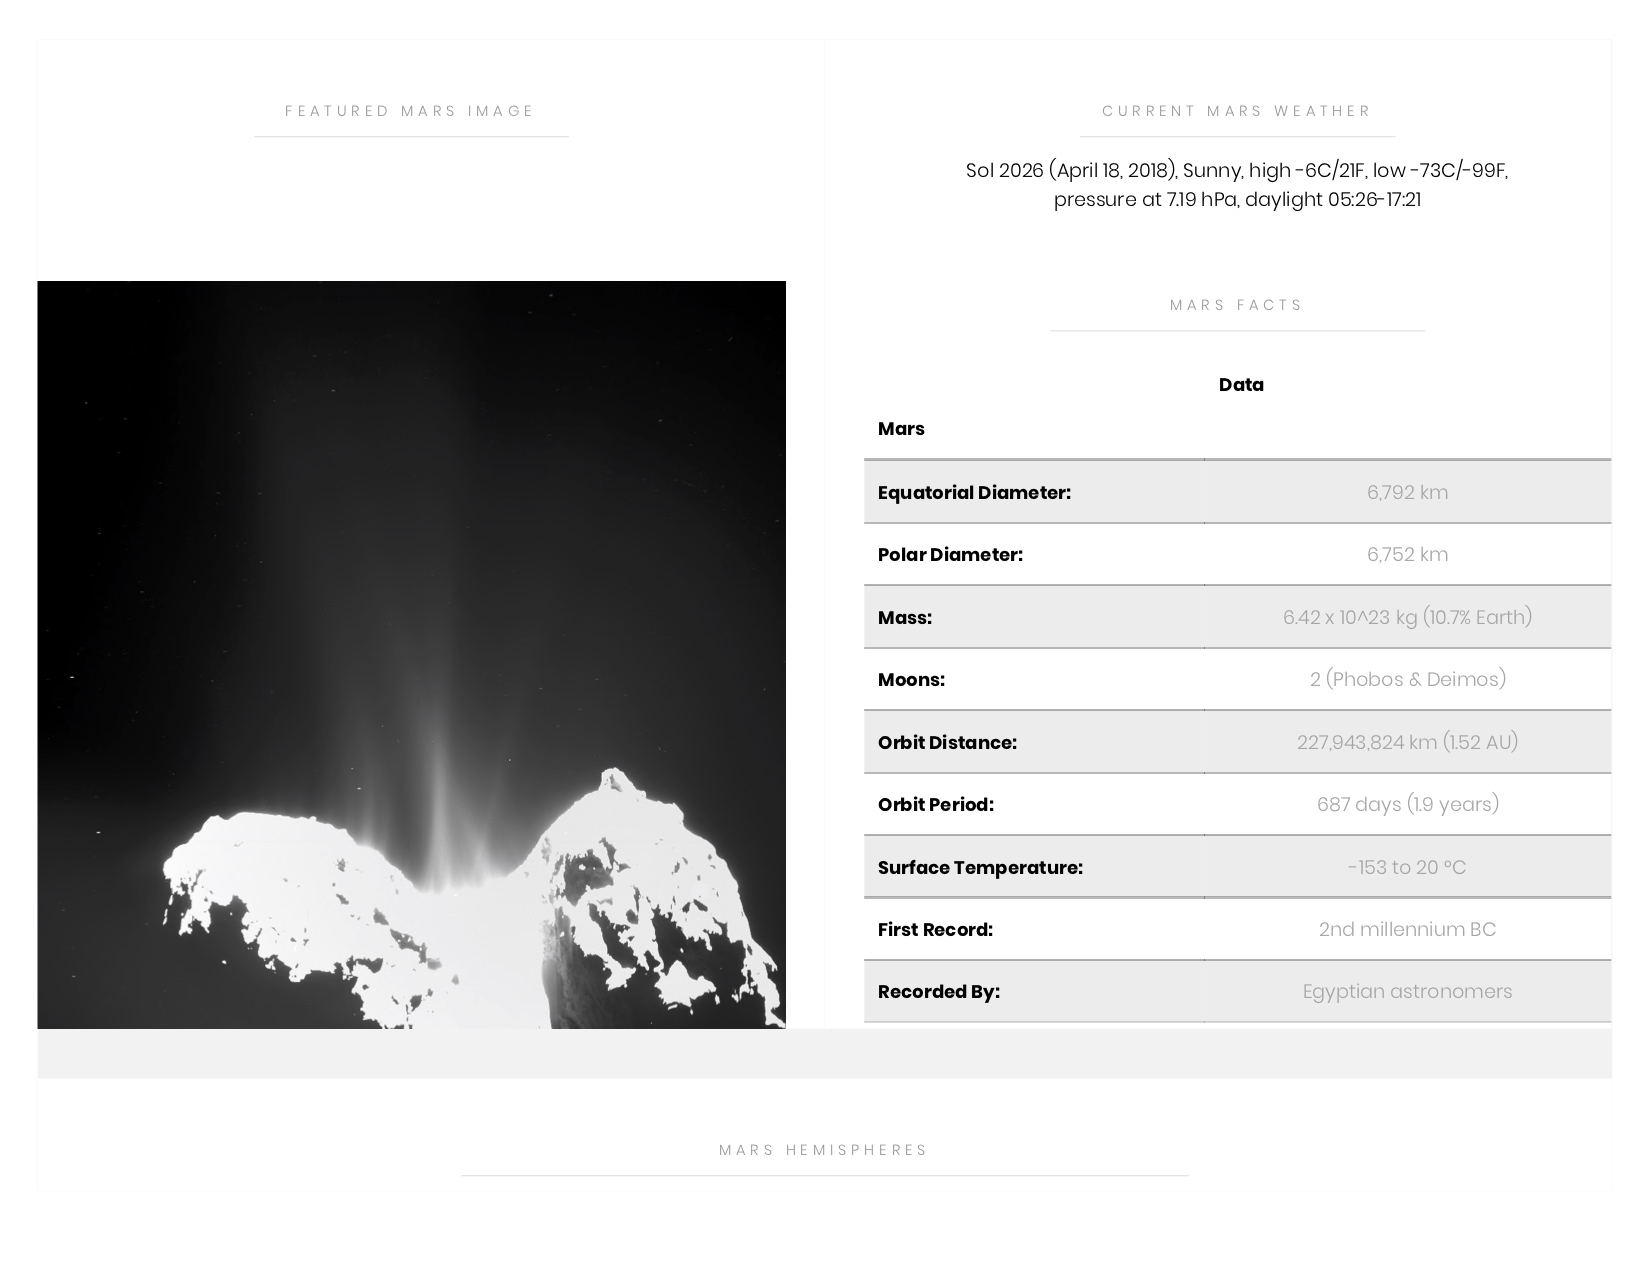 FEATURED MARS IMAGE
CURRENT MARS WEATHER
Sol 2026 (April 18, 2018), Sunny, high -6C/21F, low -73C/-99F,
pressure at 7.19 hPa, daylight 05:26-17:21
MARS FACTS
Data
Mars
Equatorial Diameter: 6,792 km
Polar Diameter: 6,752 km
Mass: 6.42 x 10^23 kg (10.7% Earth)
Moons: 2 (Phobos & Deimos)
Orbit Distance: 227,943,824 km (1.52 AU)
Orbit Period: 687 days (1.9 years)
Surface Temperature: -153 to 20 °C
First Record: 2nd millennium BC
Recorded By: Egyptian astronomers
MARS HEMISPHERES